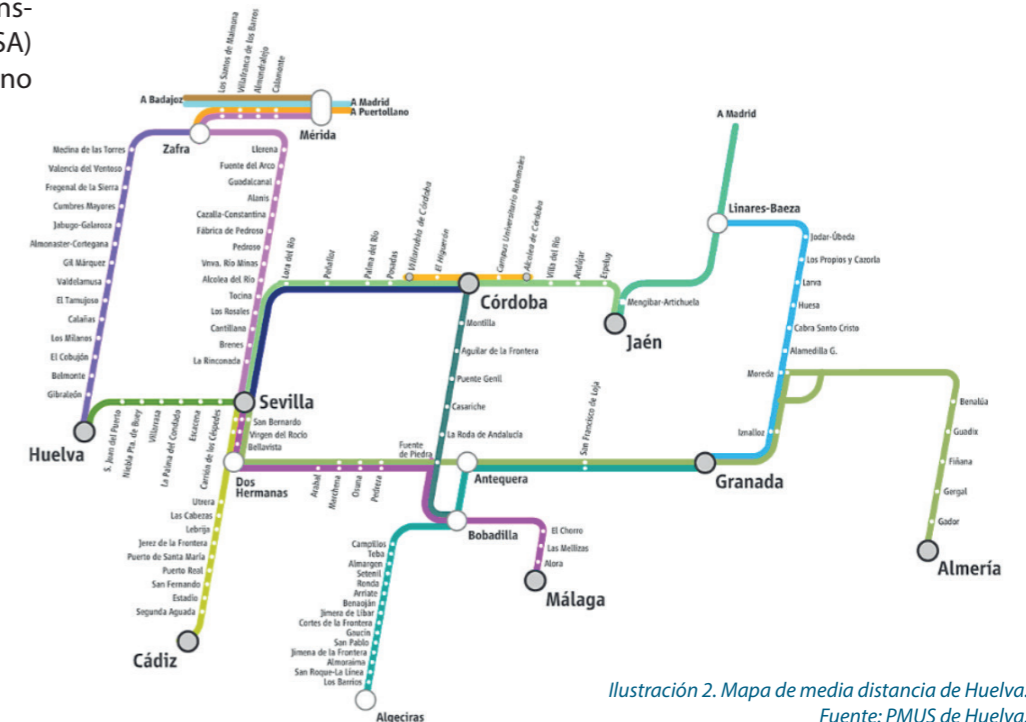 ns-
SA)
no
Los Santos de Maimona
Villafranca de los Barros
Almendralejo
Calamonte
A Badajoz
A Madrid
A Puertollano
Zafra
Mérida
A Madrid
Medina de las Torres
Valencia del Ventoso
Fregenal de la Sierra
Cumbres Mayores
Jabugo-Galaroza
Almonaster-Cortegana
Gil Márquez
Valdelamusa
El Tamujoso
Calañas
Los Milanos
El Cobujón
Belmonte
Gibraleón
Huelva
Llerena
Fuente del Arco
Guadalcanal
Alanís
Cazalla-Constantina
Fábrica de Pedroso
Pedroso
Vnva. Río Minas
Alcolea del Río
Tocina
Los Rosales
Cantillana
Brenes
La Rinconada
Sevilla
Lora del Río
Peñaflor
Palma del Río
Posadas
Villarrubia de Córdoba
El Higuerón
Campus Universitario Rabanales
Alcolea de Córdoba
Villa del Río
Andújar
Espeluy
Córdoba
Mengibar-Artichuela
Jaén
Linares-Baeza
Jodar-Úbeda
Los Propios y Cazorla
Larva
Huesa
Cabra Santo Cristo
Alamedilla G.
Moreda
Iznalloz
Montilla
Aguilar de la Frontera
Puente Genil
Casariche
La Roda de Andalucía
Fuente
de Piedra
San Francisco de Loja
S. Juan del Puerto
Niebla Pta. de Buey
Villarrasa
La Palma del Condado
Escacena
Carrión de los Céspedes
San Bernardo
Virgen del Rocío
Bellavista
Dos
Hermanas
Arahal
Marchena
Osuna
Pedrera
Antequera
Granada
Benalúa
Guadix
Fiñana
Gergal
Gador
Almería
Utrera
Las Cabezas
Lebrija
Jerez de la Frontera
Puerto de Santa María
Puerto Real
San Fernando
Estadio
Segunda Aguada
Cádiz
Bobadilla
El Chorro
Las Mellizas
Alora
Málaga
Campillos
Teba
Almargen
Setenil
Ronda
Arriate
Benaoján
Jimera de Líbar
Cortes de la Frontera
Gaucín
San Pablo
Jimena de la Frontera
Almoraima
San Roque-La Línea
Los Barrios
Algeciras
Ilustración 2. Mapa de media distancia de Huelva.
Fuente: PMUS de Huelva.